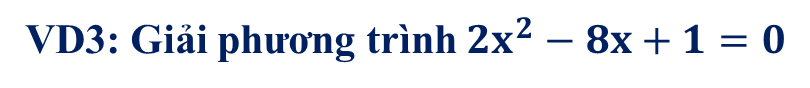 VD3: Giải phương trình 2x² − 8x + 1 = 0